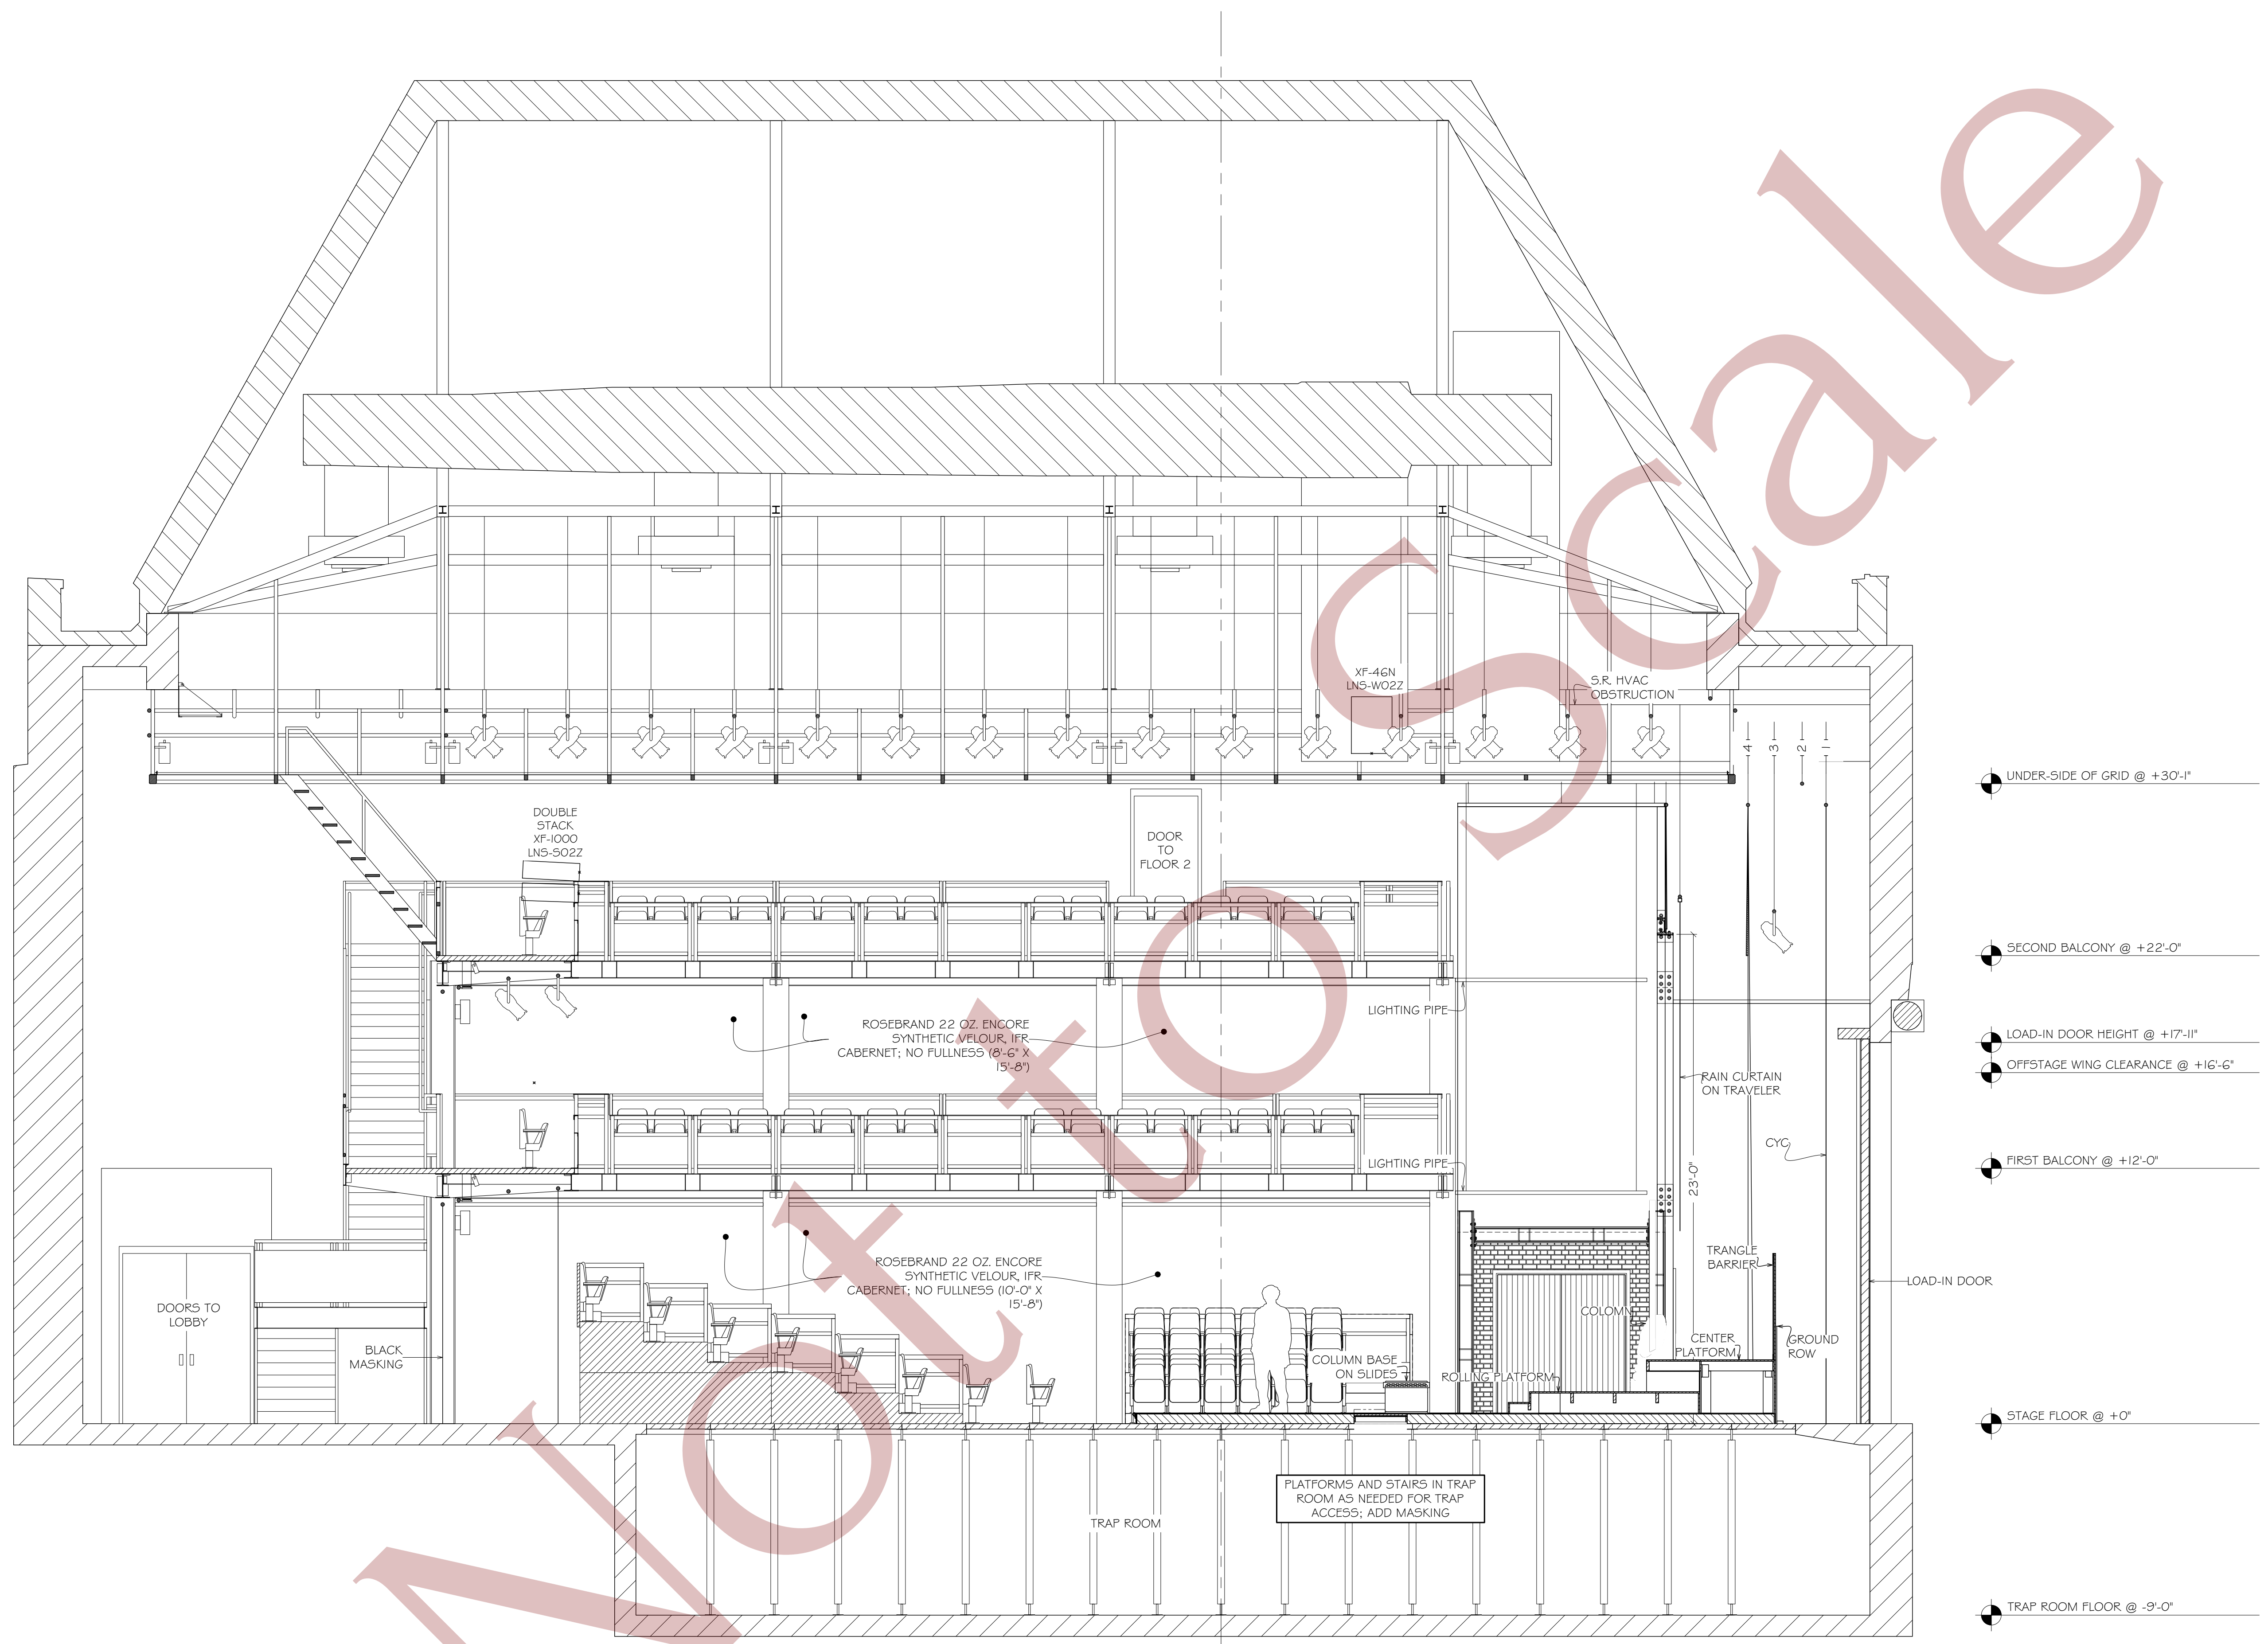 XF-46N
LNS-W02Z
S.R. HVAC
OBSTRUCTION
4
3
2
1
UNDER-SIDE OF GRID @ +30'-1"
DOUBLE
STACK
XF-1000
LNS-S02Z
DOOR
TO
FLOOR 2
SECOND BALCONY @ +22'-0"
LIGHTING PIPE
ROSEBRAND 22 OZ. ENCORE
SYNTHETIC VELOUR, IFR
CABERNET; NO FULLNESS (8'-6" X
15'-8")
LOAD-IN DOOR HEIGHT @ +17'-11"
OFFSTAGE WING CLEARANCE @ +16'-6"
RAIN CURTAIN
ON TRAVELER
CYC
LIGHTING PIPE
23'-0"
FIRST BALCONY @ +12'-0"
ROSEBRAND 22 OZ. ENCORE
SYNTHETIC VELOUR, IFR
CABERNET; NO FULLNESS (10'-0" X
15'-8")
TRANGLE
BARRIER
LOAD-IN DOOR
DOORS TO
LOBBY
COLOMN
BLACK
MASKING
CENTER
PLATFORM
GROUND
ROW
COLUMN BASE
ON SLIDES
ROLLING PLATFORM
STAGE FLOOR @ +0"
PLATFORMS AND STAIRS IN TRAP
ROOM AS NEEDED FOR TRAP
ACCESS; ADD MASKING
TRAP ROOM
TRAP ROOM FLOOR @ -9'-0"
Not to Scale